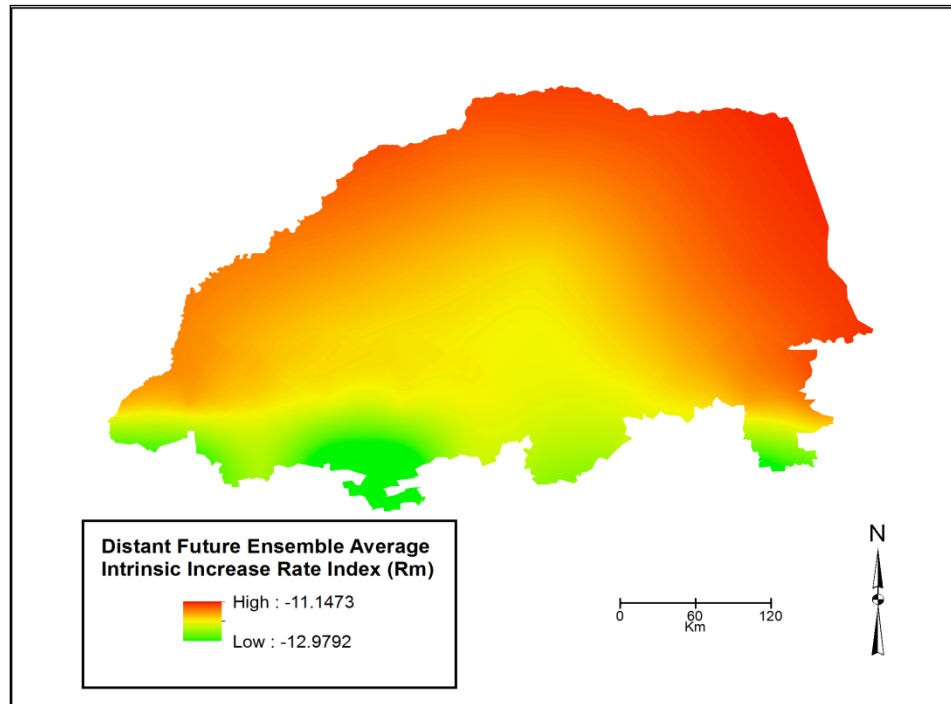 Distant Future Ensemble Average
Intrinsic Increase Rate Index (Rm)
High : -11.1473
Low : -12.9792
N
0 60 120
Km